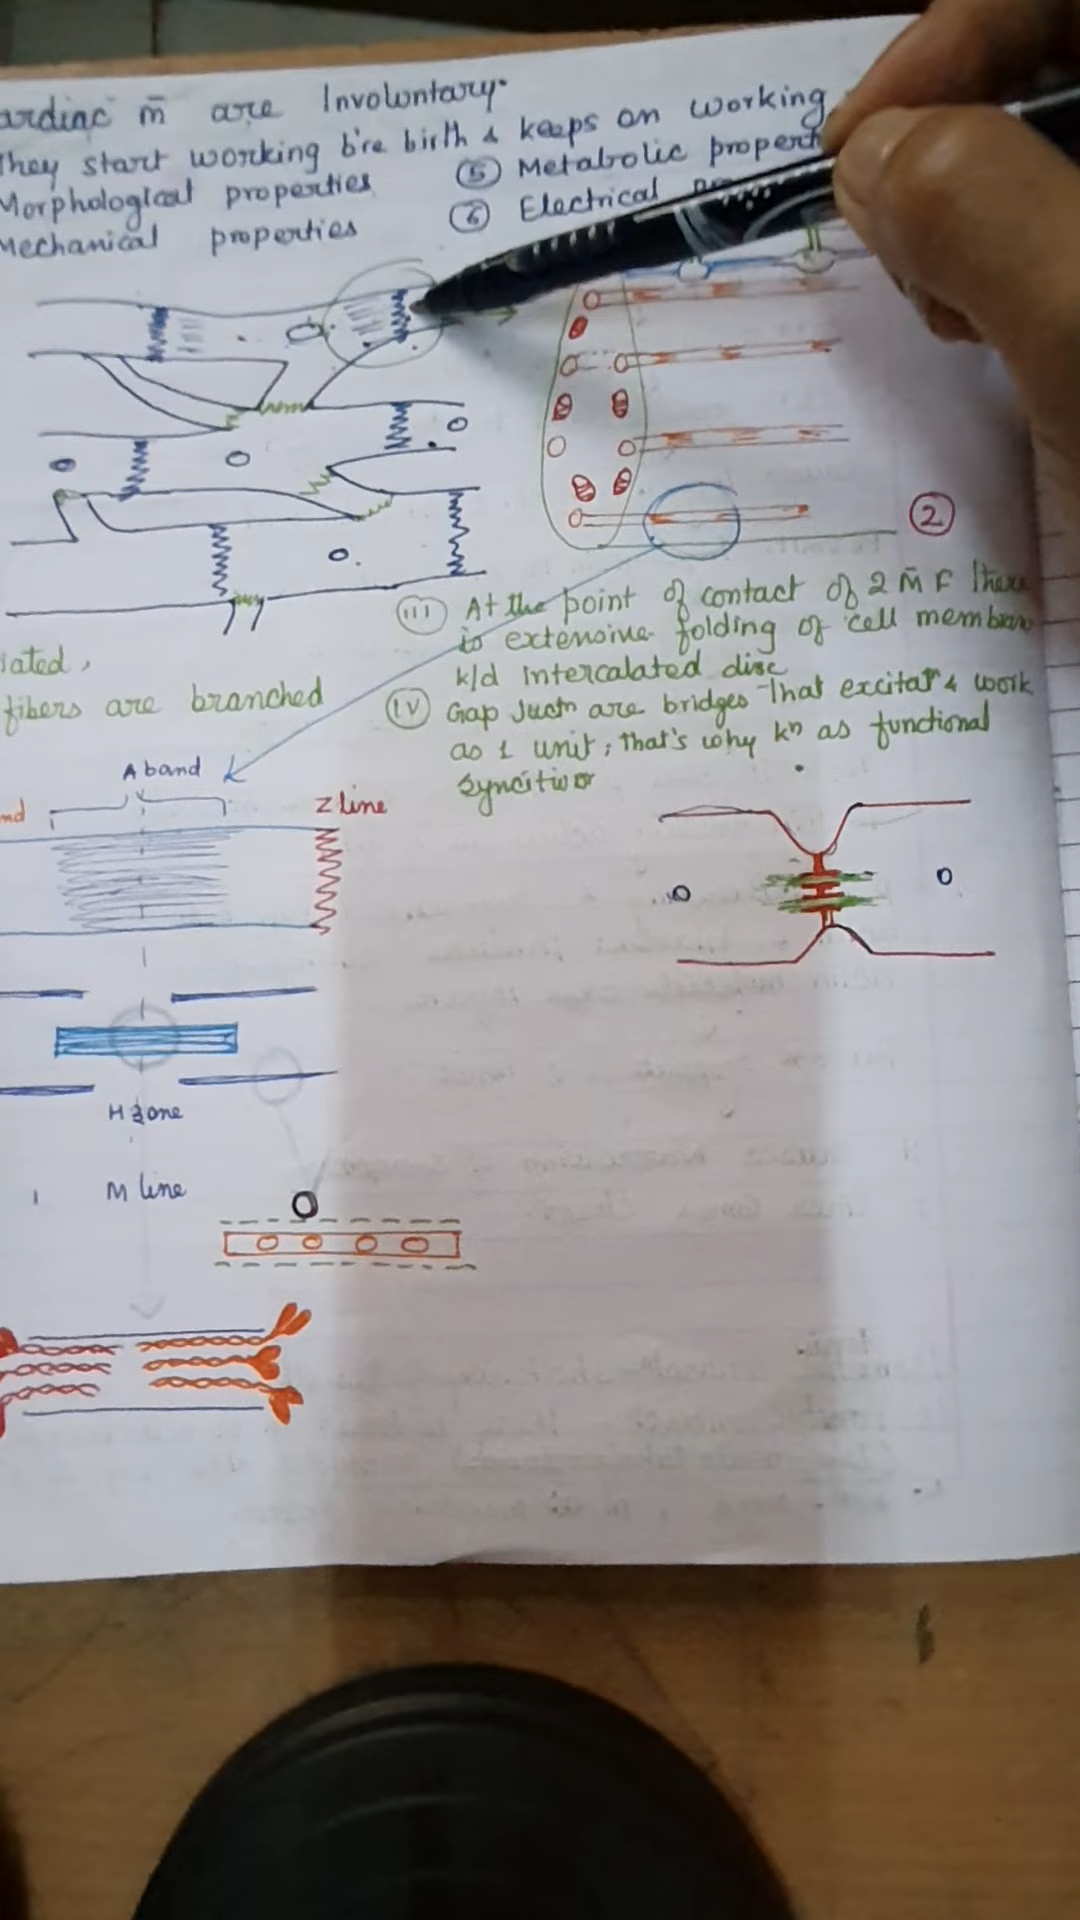 ardiac m̄ are Involuntary.
They start working b're birth & keeps on working
Morphological properties
Mechanical properties
⑤ Metabolic propert
⑥ Electrical
②
iated,
fibers are branched
(iii) At the point of contact of 2 m̄ F there
is extensive folding of cell membran
k/d intercalated disc
(iv) Gap Juctn are bridges that excitatn & work
as 1 unit; that's why kn as functional
syncitium
A band
nd
Z line
H zone
M line